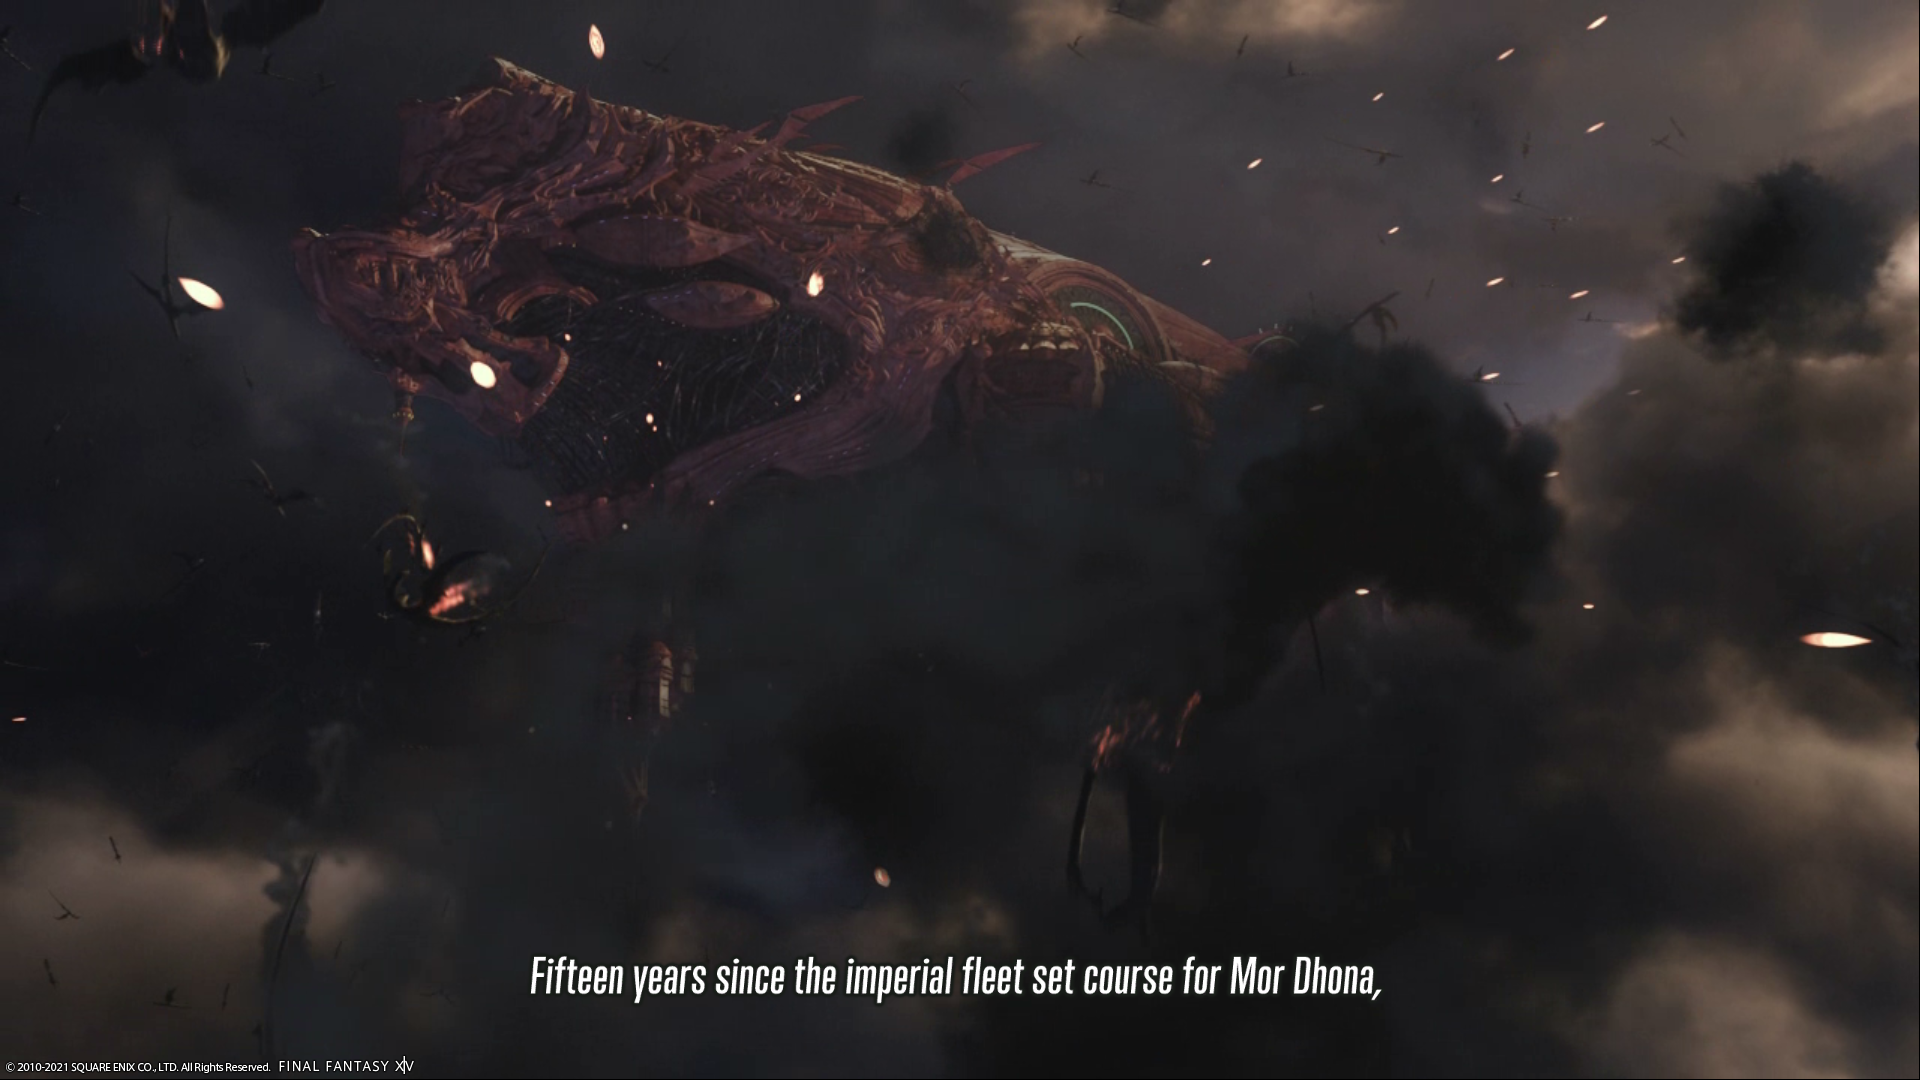 Fifteen years since the imperial fleet set course for Mor Dhona,
© 2010-2021 SQUARE ENIX CO., LTD. All Rights Reserved. FINAL FANTASY XIV